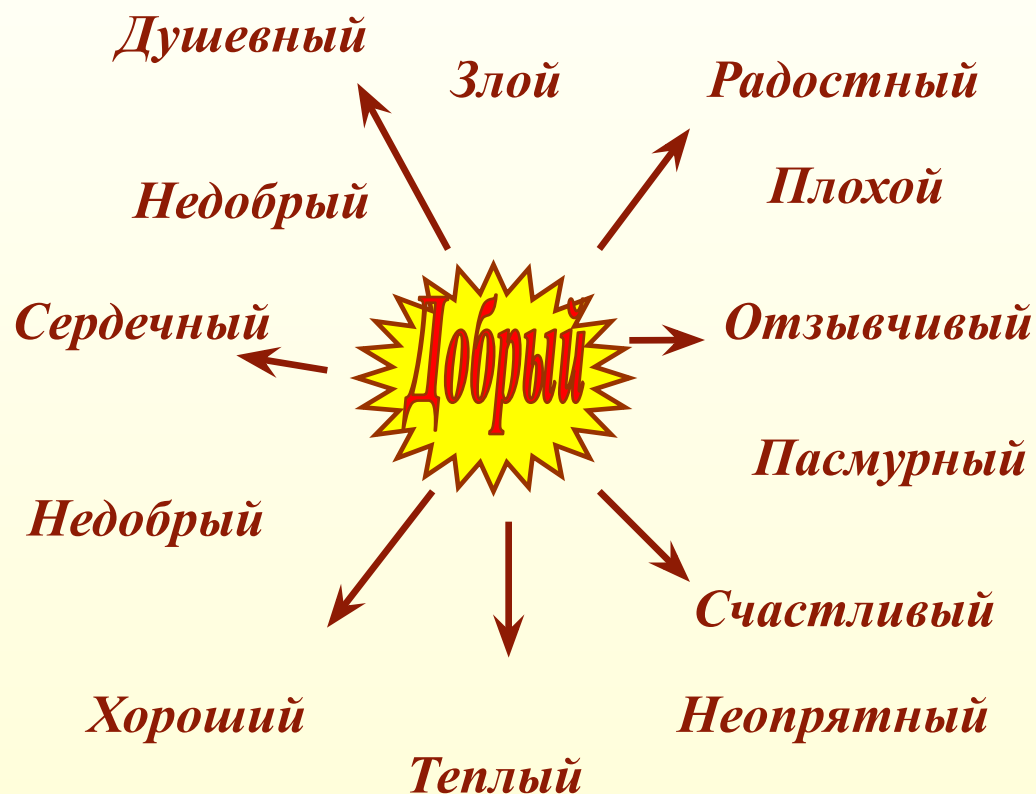 Душевный
Злой
Радостный
Недобрый
Плохой
Сердечный
Добрый
Отзывчивый
Пасмурный
Недобрый
Счастливый
Хороший
Неопрятный
Теплый